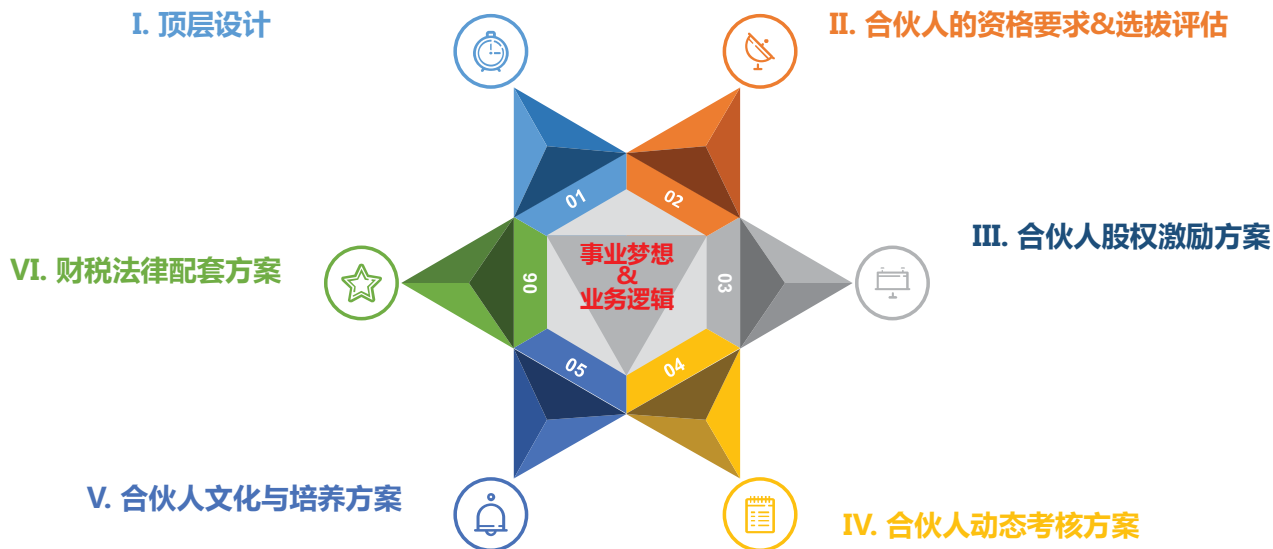 I. 顶层设计
II. 合伙人的资格要求&选拔评估
01
02
事业梦想
&
业务逻辑
III. 合伙人股权激励方案
VI. 财税法律配套方案
06
03
05
04
V. 合伙人文化与培养方案
IV. 合伙人动态考核方案